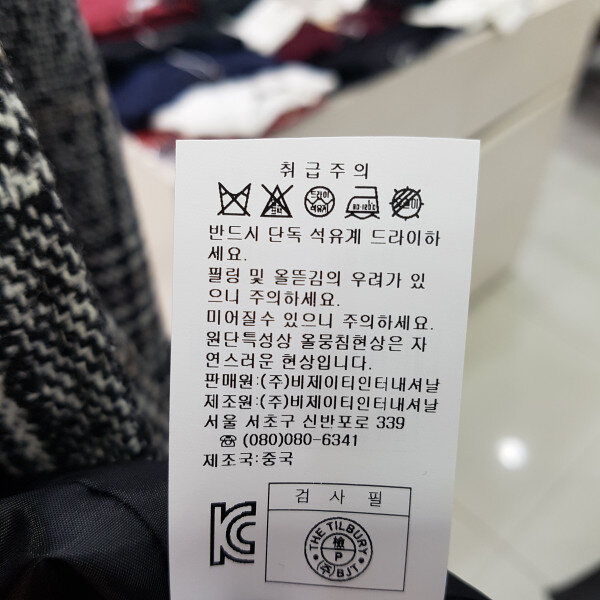 취급주의
드라이
석유계
80~120℃
반드시 단독 석유계 드라이하
세요.
필링 및 올뜯김의 우려가 있
으니 주의하세요.
미어질수 있으니 주의하세요.
원단특성상 올뭉침현상은 자
연스러운 현상입니다.
판매원:(주)비제이티인터내셔날
제조원:(주)비제이티인터내셔날
서울 서초구 신반포로 339
☎ (080)080-6341
제조국:중국
검 사 필
THE TILBURY
檢
P
(주)BJT